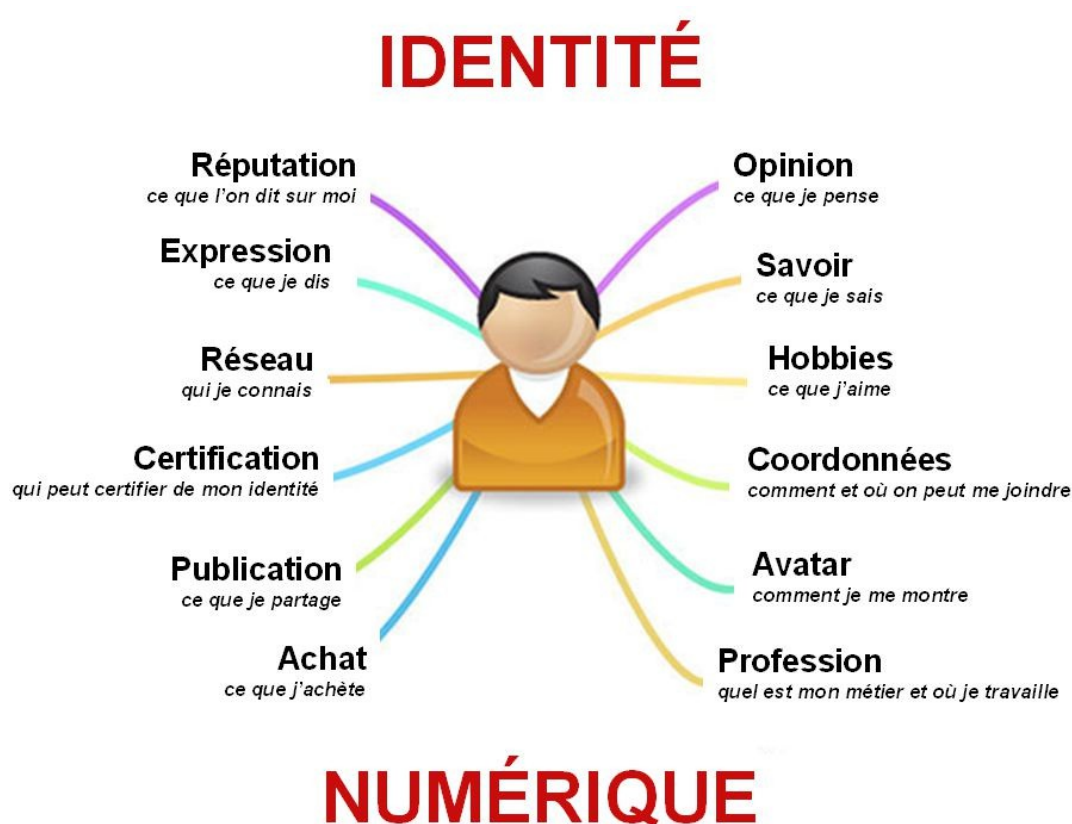 IDENTITÉ
Réputation
ce que l'on dit sur moi
Expression
ce que je dis
Réseau
qui je connais
Certification
qui peut certifier de mon identité
Publication
ce que je partage
Achat
ce que j'achète
Opinion
ce que je pense
Savoir
ce que je sais
Hobbies
ce que j'aime
Coordonnées
comment et où on peut me joindre
Avatar
comment je me montre
Profession
quel est mon métier et où je travaille
NUMÉRIQUE